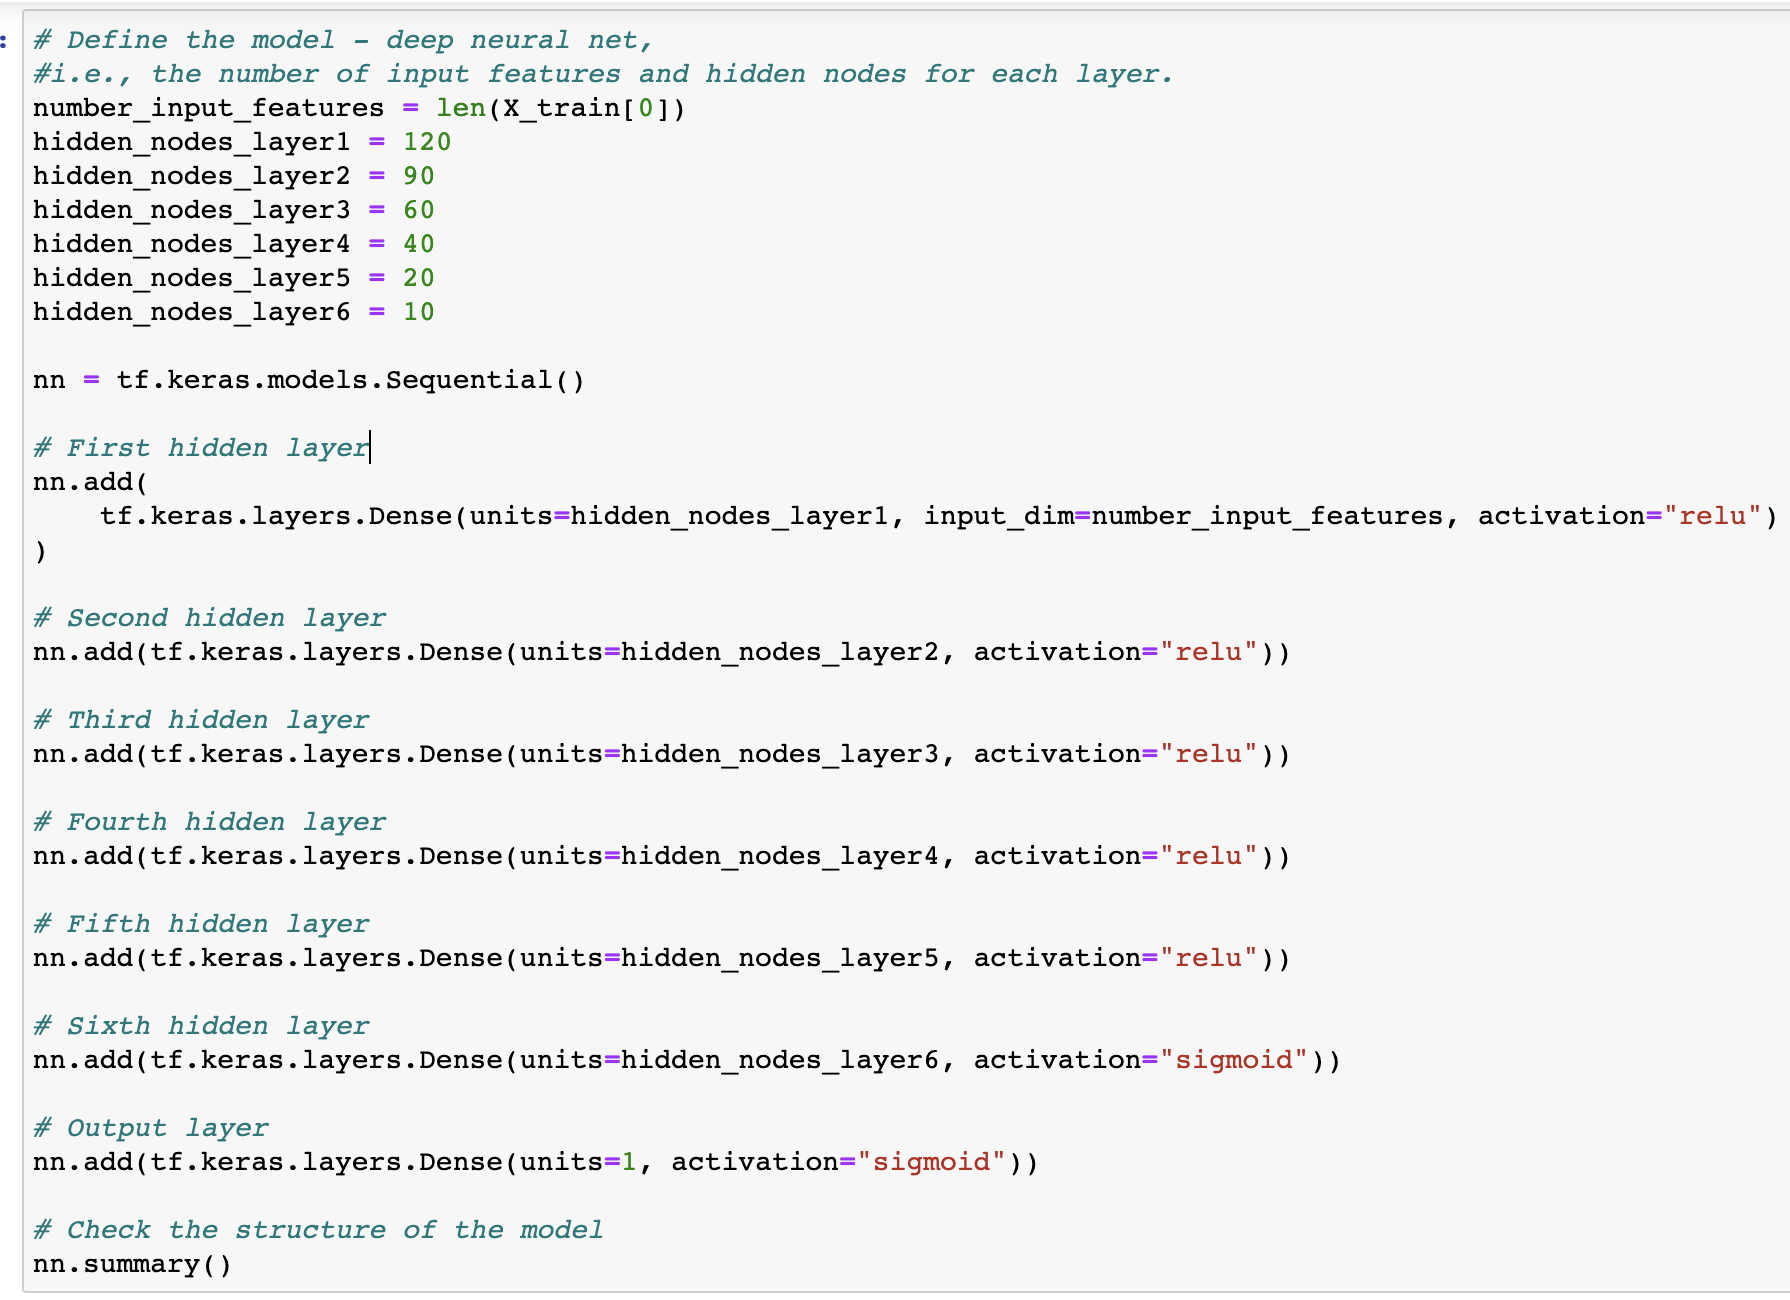 :
# Define the model – deep neural net,
#i.e., the number of input features and hidden nodes for each layer.
number_input_features = len(X_train[0])
hidden_nodes_layer1 = 120
hidden_nodes_layer2 = 90
hidden_nodes_layer3 = 60
hidden_nodes_layer4 = 40
hidden_nodes_layer5 = 20
hidden_nodes_layer6 = 10

nn = tf.keras.models.Sequential()

# First hidden layer
nn.add(
    tf.keras.layers.Dense(units=hidden_nodes_layer1, input_dim=number_input_features, activation="relu")
)

# Second hidden layer
nn.add(tf.keras.layers.Dense(units=hidden_nodes_layer2, activation="relu"))

# Third hidden layer
nn.add(tf.keras.layers.Dense(units=hidden_nodes_layer3, activation="relu"))

# Fourth hidden layer
nn.add(tf.keras.layers.Dense(units=hidden_nodes_layer4, activation="relu"))

# Fifth hidden layer
nn.add(tf.keras.layers.Dense(units=hidden_nodes_layer5, activation="relu"))

# Sixth hidden layer
nn.add(tf.keras.layers.Dense(units=hidden_nodes_layer6, activation="sigmoid"))

# Output layer
nn.add(tf.keras.layers.Dense(units=1, activation="sigmoid"))

# Check the structure of the model
nn.summary()